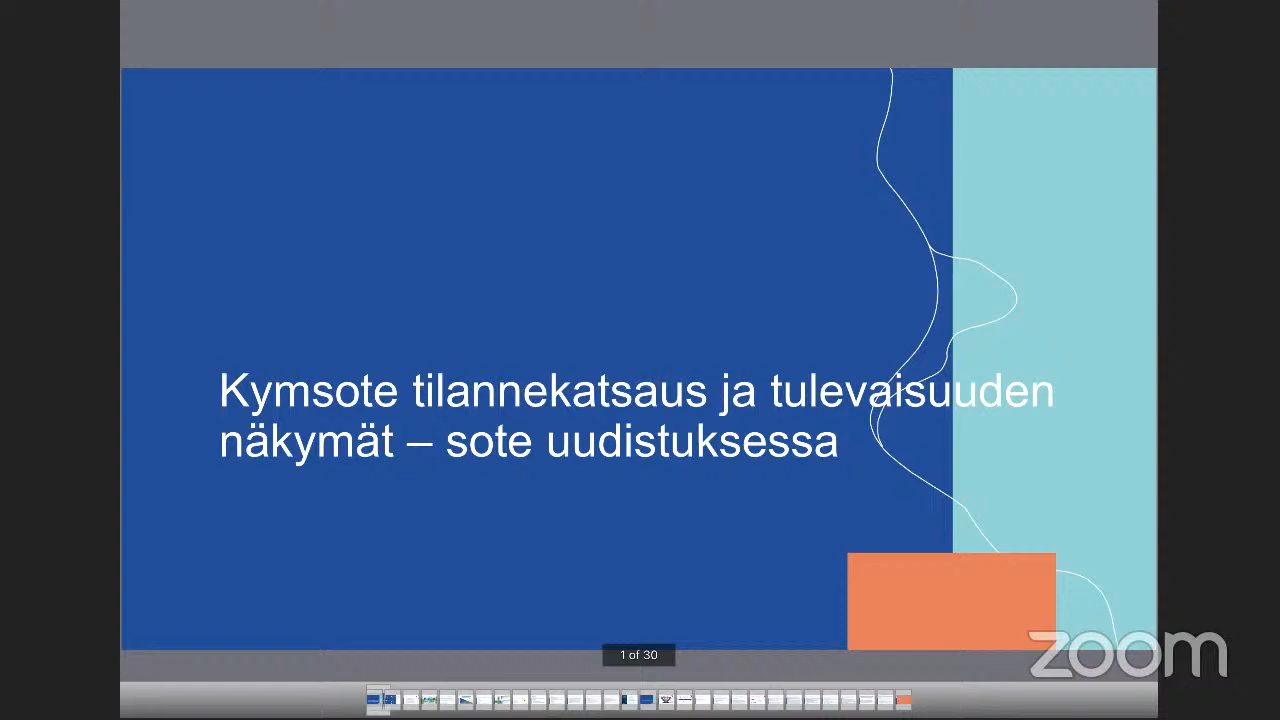 Kymsote tilannekatsaus ja tulevaisuuden
näkymät – sote uudistuksessa
1 of 30
zoom